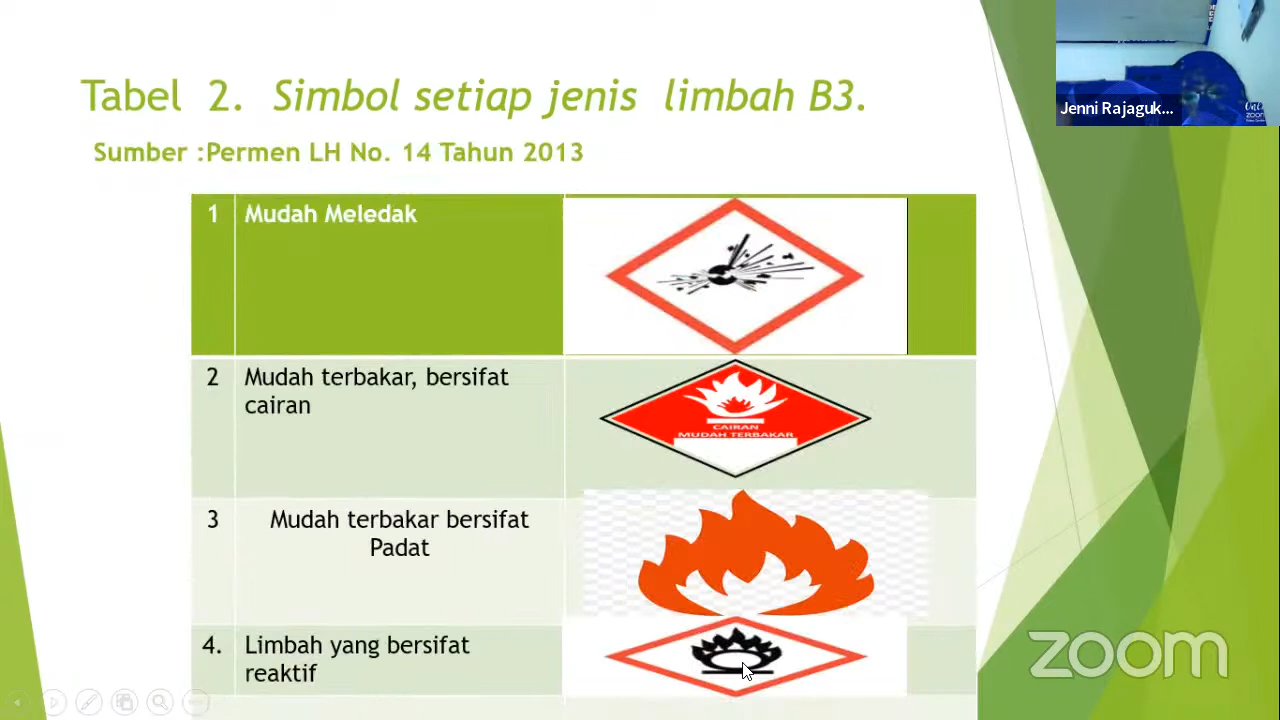 Tabel 2. Simbol setiap jenis limbah B3.
Sumber :Permen LH No. 14 Tahun 2013
1 Mudah Meledak
2 Mudah terbakar, bersifat
cairan
CAIRAN
MUDAH TERBAKAR
3 Mudah terbakar bersifat
Padat
4. Limbah yang bersifat
reaktif
Jenni Rajaguk...
zoom
zoom